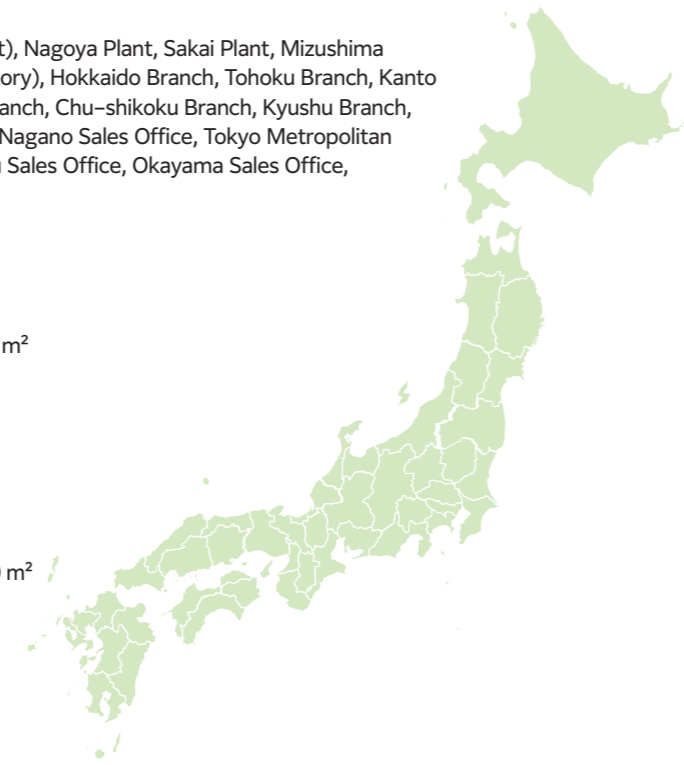 t), Nagoya Plant, Sakai Plant, Mizushima
ory), Hokkaido Branch, Tohoku Branch, Kanto
anch, Chu–shikoku Branch, Kyushu Branch,
Nagano Sales Office, Tokyo Metropolitan
Sales Office, Okayama Sales Office,
m²
m²